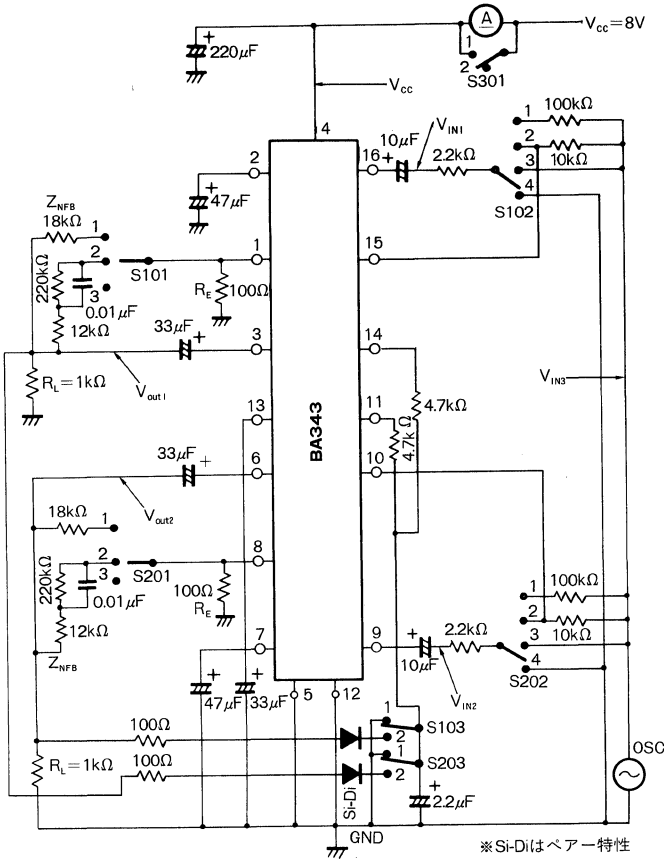 A
Vcc=8V
+
220μF
1
2
S301
Vcc
4
100kΩ
1
10μF
VIN1
2
16
+
2.2kΩ
3
10kΩ
2
4
S102
+
47μF
ZNFB
18kΩ
1
1
15
2
S101
220kΩ
RE
100Ω
3
0.01μF
12kΩ
33μF
+
3
14
RL=1kΩ
Vout1
VIN3
4.7kΩ
13
11
4.7kΩ
BA343
33μF
+
6
10
Vout2
18kΩ
1
8
2
S201
3
220kΩ
0.01μF
100Ω
RE
1
100kΩ
2
12kΩ
10kΩ
7
9
+
2.2kΩ
3
4
ZNFB
10μF
S202
+
47μF
+
33μF
5
12
VIN2
1
S103
100Ω
2
1
S203
100Ω
2
RL=1kΩ
OSC
Si-Di
+
2.2μF
GND
※Si-Diはペアー特性